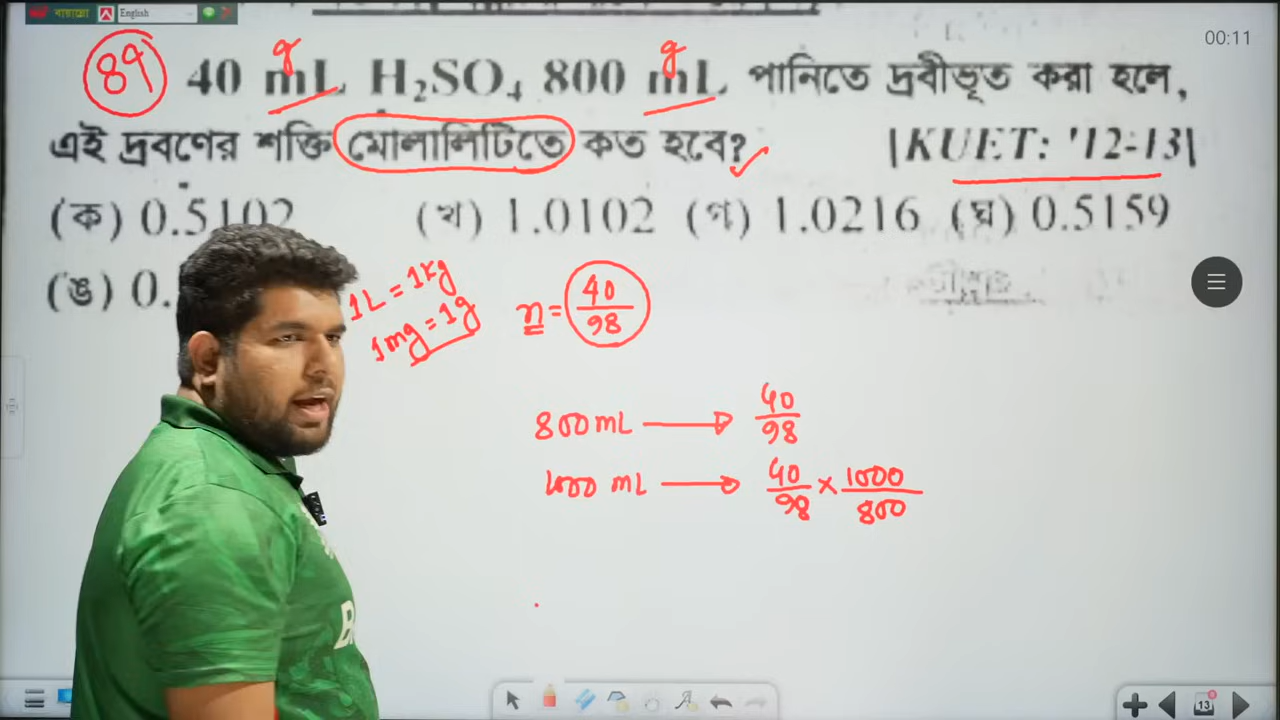 English
00:11
89 40 mL H₂SO₄ 800 mL পানিতে দ্রবীভূত করা হলে,
g g
এই দ্রবণের শক্তি মোলালিটিতে কত হবে? [KUET: '12-13]
(ক) 0.5102 (খ) 1.0102 (গ) 1.0216 (ঘ) 0.5159
(ঙ) 0.
1L = 1kg
1mg = 1g
n = 40/98
800 mL → 40/98
1000 mL → 40/98 × 1000/800
13